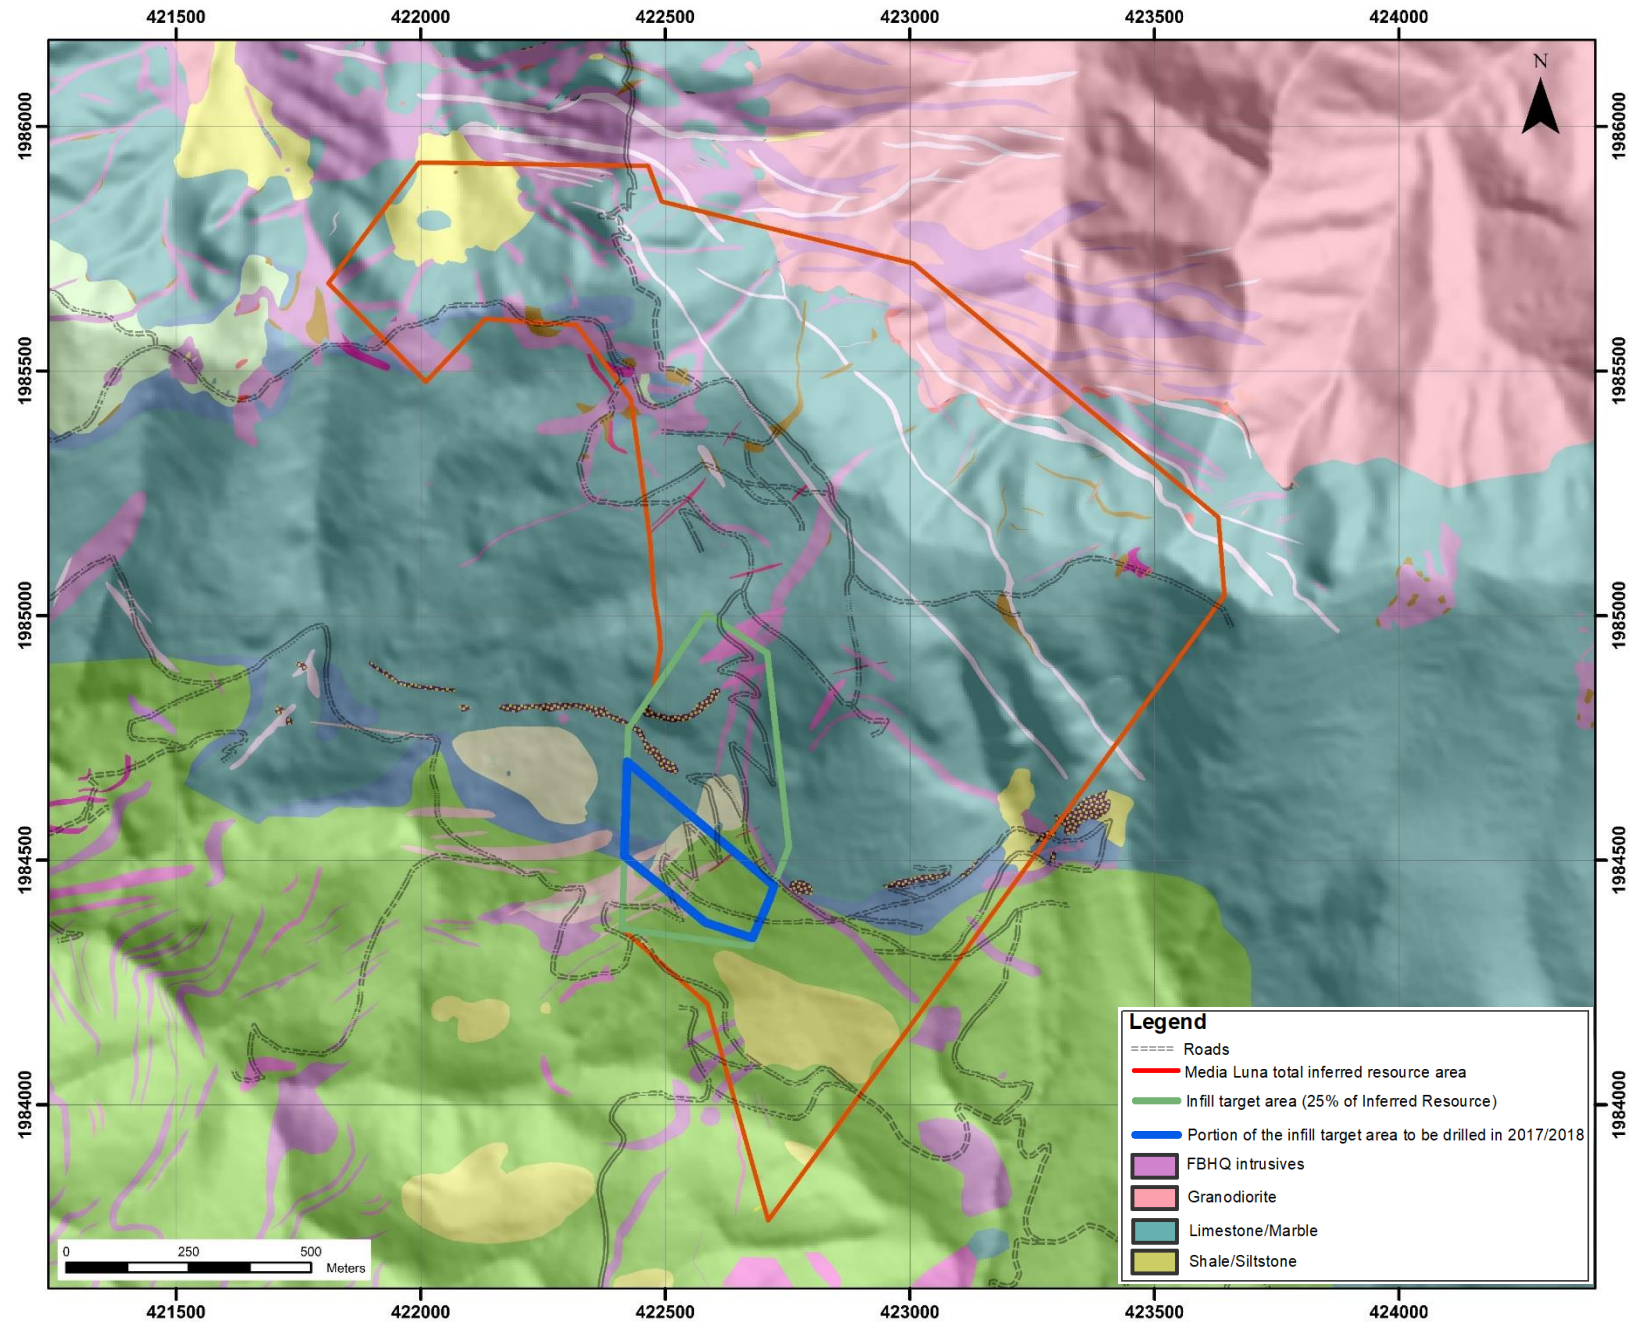 421500 422000 422500 423000 423500 424000
N
1986000 1986000
1985500 1985500
1985000 1985000
1984500 1984500
1984000 1984000
Legend
Roads
Media Luna total inferred resource area
Infill target area (25% of Inferred Resource)
Portion of the infill target area to be drilled in 2017/2018
FBHQ intrusives
Granodiorite
Limestone/Marble
Shale/Siltstone
0 250 500
Meters
421500 422000 422500 423000 423500 424000